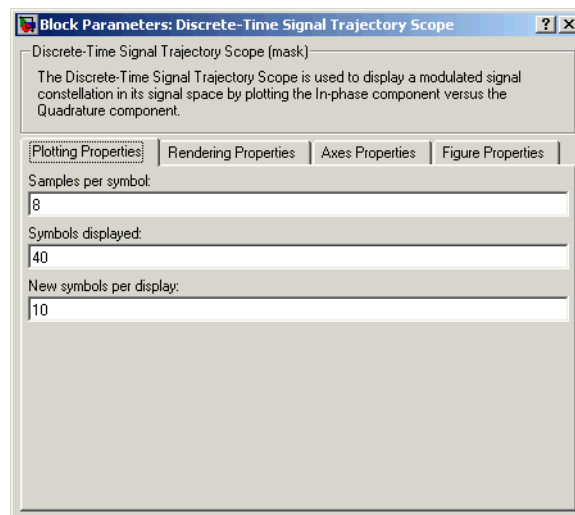 Block Parameters: Discrete-Time Signal Trajectory Scope
Discrete-Time Signal Trajectory Scope (mask)
The Discrete-Time Signal Trajectory Scope is used to display a modulated signal
constellation in its signal space by plotting the In-phase component versus the
Quadrature component.
Plotting Properties Rendering Properties Axes Properties Figure Properties
Samples per symbol:
8
Symbols displayed:
40
New symbols per display:
10